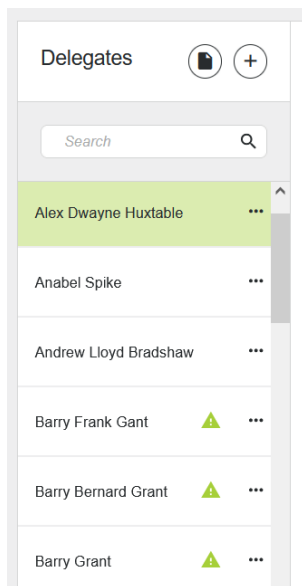 Delegates
Search
Alex Dwayne Huxtable
Anabel Spike
Andrew Lloyd Bradshaw
Barry Frank Gant
Barry Bernard Grant
Barry Grant